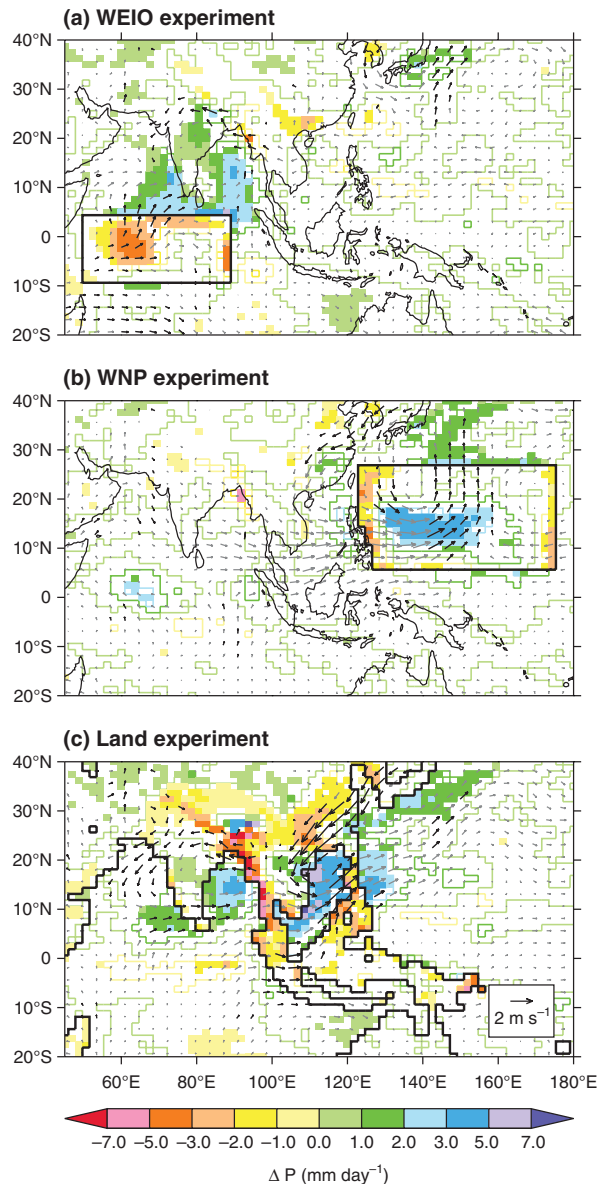 (a) WEIO experiment
40°N
30°N
20°N
10°N
0°
10°S
20°S
(b) WNP experiment
40°N
30°N
20°N
10°N
0°
10°S
20°S
(c) Land experiment
40°N
30°N
20°N
10°N
0°
10°S
20°S
2 m s⁻¹
60°E 80°E 100°E 120°E 140°E 160°E 180°E
−7.0 −5.0 −3.0 −2.0 −1.0 0.0 1.0 2.0 3.0 5.0 7.0
Δ P (mm day⁻¹)